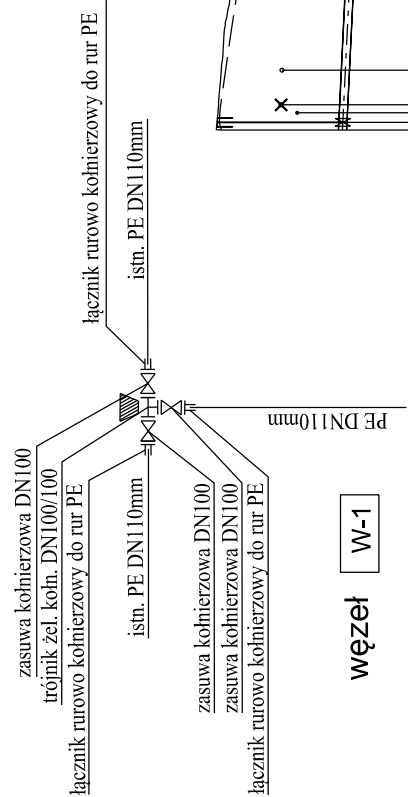 łącznik rurowo kołnierzowy do rur PE
istn. PE DN110mm
zasuwa kołnierzowa DN100
trójnik żel. kołn. DN100/100
łącznik rurowo kołnierzowy do rur PE
istn. PE DN110mm
zasuwa kołnierzowa DN100
zasuwa kołnierzowa DN100
łącznik rurowo kołnierzowy do rur PE
PE DN110mm
węzeł W-1